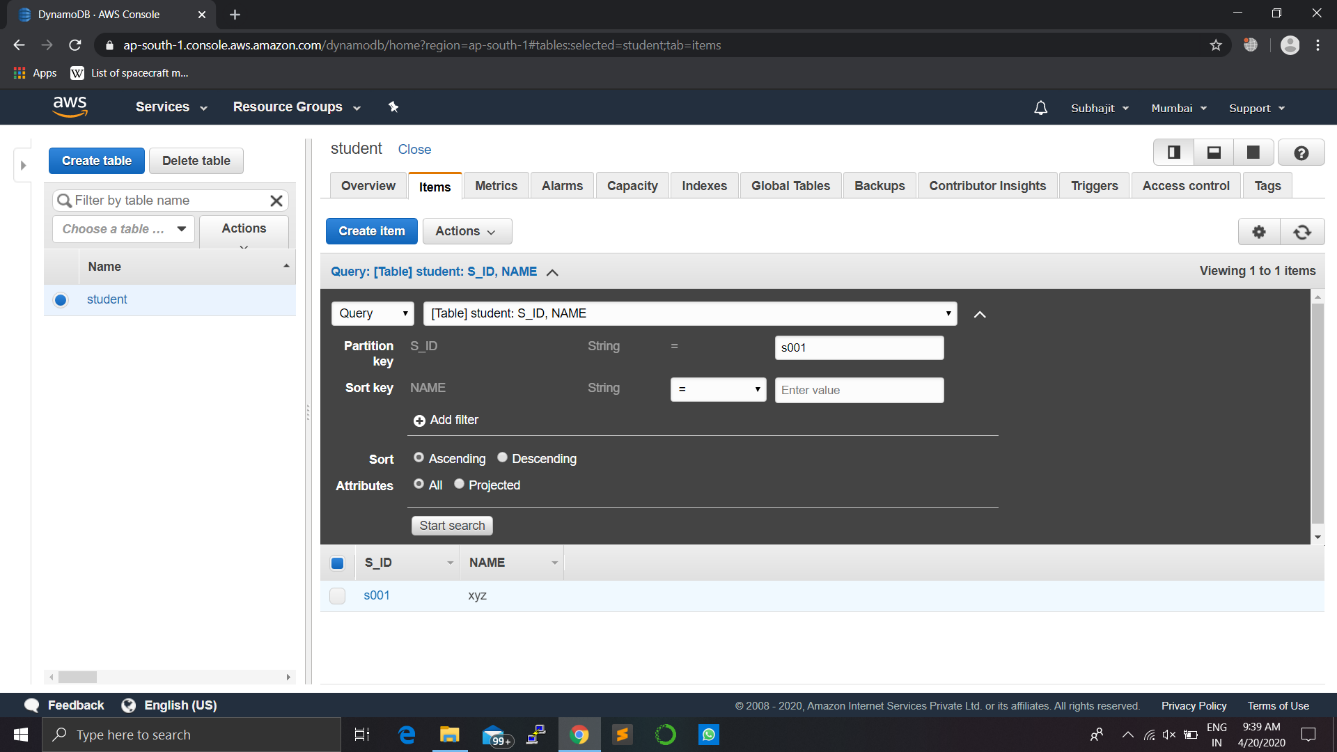 DynamoDB · AWS Console
ap-south-1.console.aws.amazon.com/dynamodb/home?region=ap-south-1#tables:selected=student;tab=items
Apps W List of spacecraft m...
aws Services Resource Groups Subhajit Mumbai Support
Create table Delete table
student Close
Filter by table name
Choose a table ... Actions
Name
student
Overview Items Metrics Alarms Capacity Indexes Global Tables Backups Contributor Insights Triggers Access control Tags
Create item Actions
Query: [Table] student: S_ID, NAME Viewing 1 to 1 items
Query [Table] student: S_ID, NAME
Partition key S_ID String = s001
Sort key NAME String = Enter value
Add filter
Sort Ascending Descending
Attributes All Projected
Start search
S_ID NAME
s001 xyz
Feedback English (US) © 2008 - 2020, Amazon Internet Services Private Ltd. or its affiliates. All rights reserved. Privacy Policy Terms of Use
Type here to search 99+ ENG 9:39 AM
IN 4/20/2020